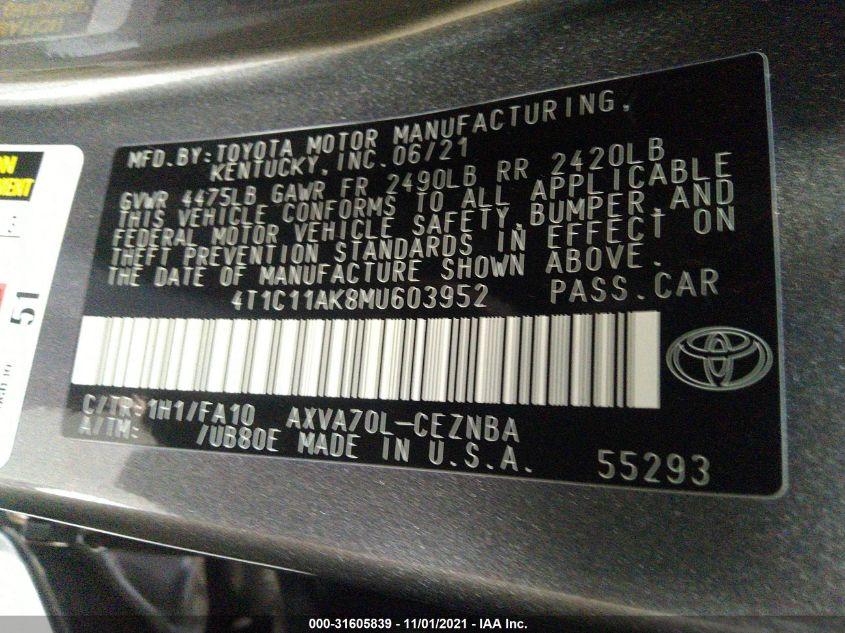 MFD. BY: TOYOTA MOTOR MANUFACTURING,
KENTUCKY, INC. 06/21
GVWR 4475LB GAWR FR 2490LB RR 2420LB
THIS VEHICLE CONFORMS TO ALL APPLICABLE
FEDERAL MOTOR VEHICLE SAFETY, BUMPER, AND
THEFT PREVENTION STANDARDS IN EFFECT ON
THE DATE OF MANUFACTURE SHOWN ABOVE.
4T1C11AK8MU603952 PASS. CAR
C/TR: 1H1/FA10 AXVA70L-CEZNBA
A/TM: /UB80E MADE IN U.S.A.
55293
51
000-31605839 - 11/01/2021 - IAA Inc.